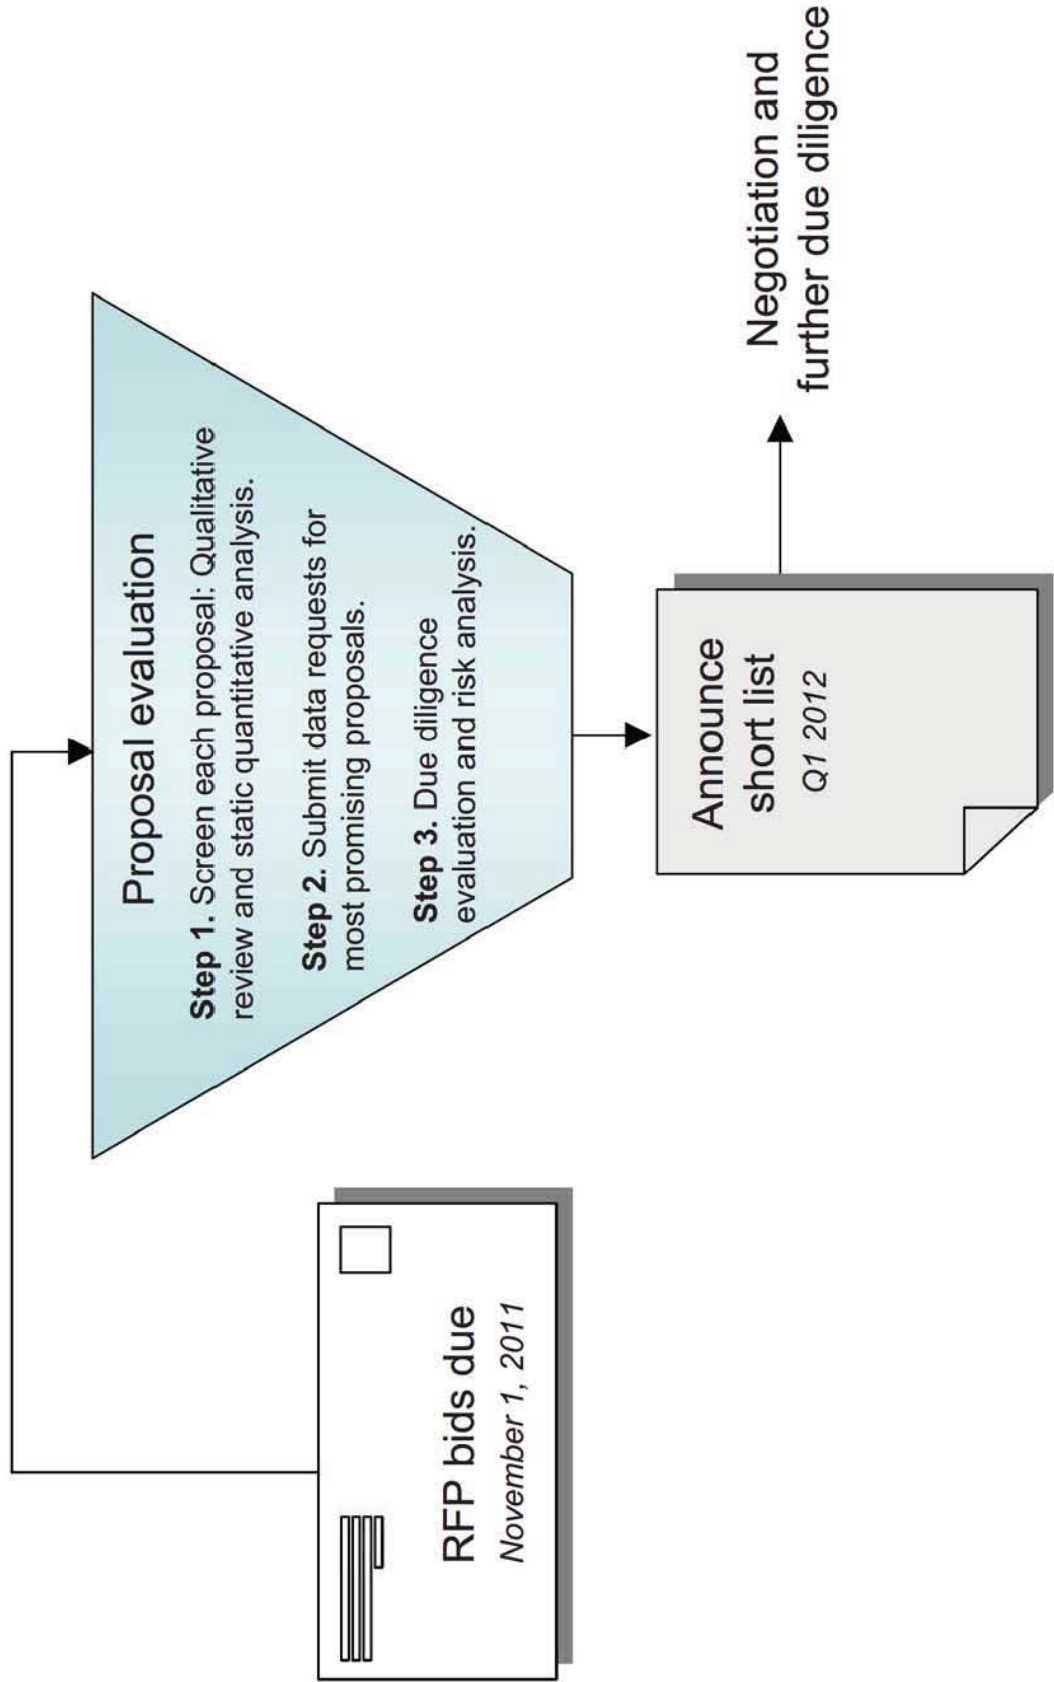 RFP bids due
November 1, 2011
Proposal evaluation
Step 1. Screen each proposal: Qualitative
review and static quantitative analysis.
Step 2. Submit data requests for
most promising proposals.
Step 3. Due diligence
evaluation and risk analysis.
Announce
short list
Q1 2012
Negotiation and
further due diligence